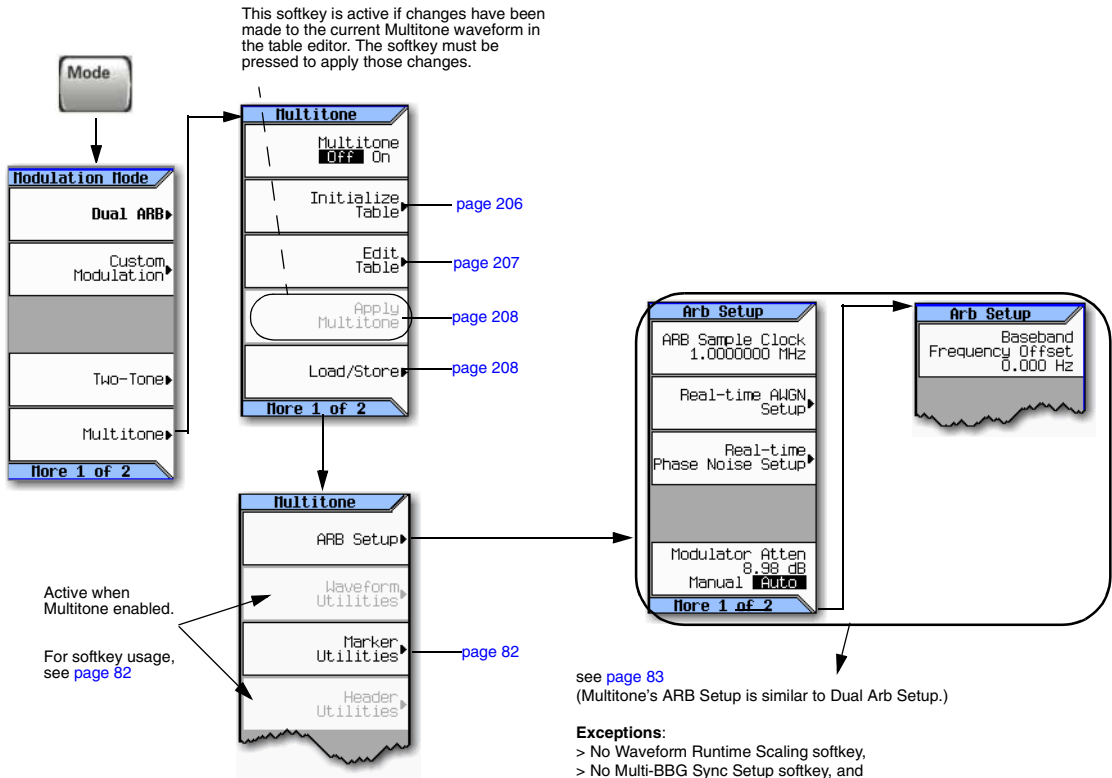 This softkey is active if changes have been
made to the current Multitone waveform in
the table editor. The softkey must be
pressed to apply those changes.
Mode
Modulation Mode
Dual ARB
Custom
Modulation
Two-Tone
Multitone
More 1 of 2
Multitone
Multitone
Off On
Initialize
Table
page 206
Edit
Table
page 207
Apply
Multitone
page 208
Load/Store
page 208
More 1 of 2
Multitone
ARB Setup
Waveform
Utilities
Marker
Utilities
page 82
Header
Utilities
Active when
Multitone enabled.
For softkey usage,
see page 82
Arb Setup
ARB Sample Clock
1.0000000 MHz
Real-time AWGN
Setup
Real-time
Phase Noise Setup
Modulator Atten
8.98 dB
Manual Auto
More 1 of 2
Arb Setup
Baseband
Frequency Offset
0.000 Hz
see page 83
(Multitone's ARB Setup is similar to Dual Arb Setup.)
Exceptions:
> No Waveform Runtime Scaling softkey,
> No Multi-BBG Sync Setup softkey, and